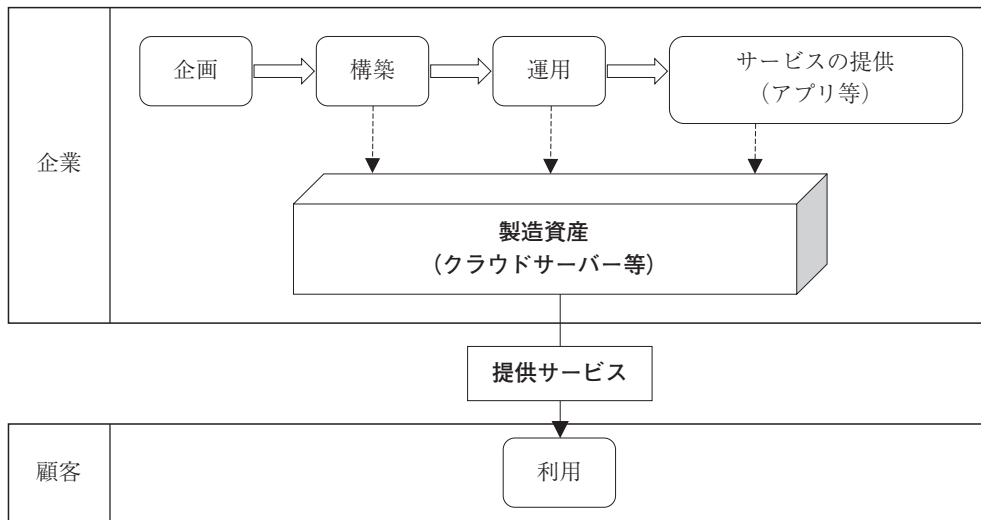 企業
企画
構築
運用
サービスの提供
（アプリ等）
製造資産
（クラウドサーバー等）
提供サービス
顧客
利用